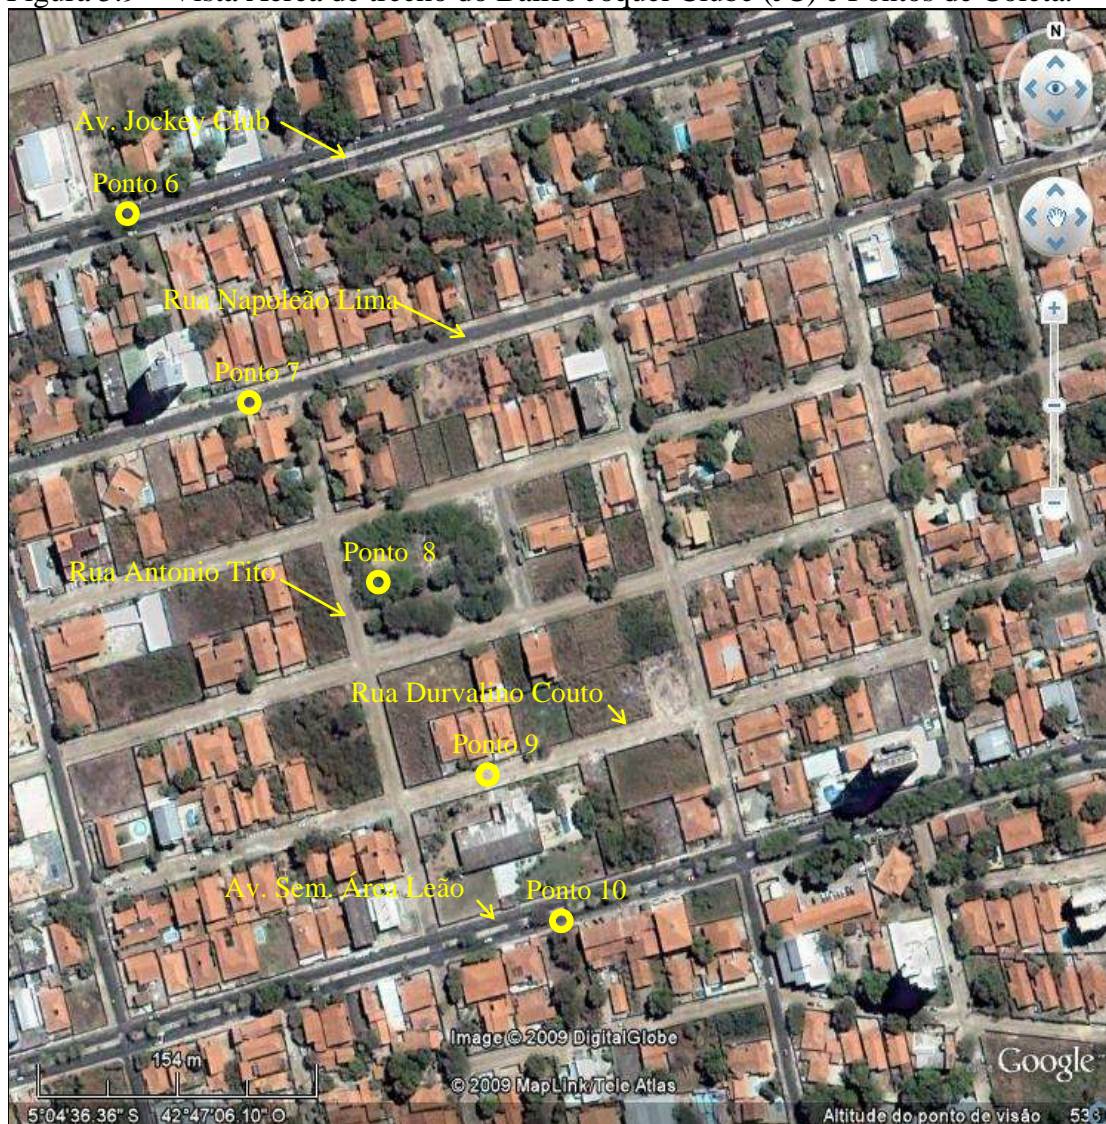 N
Av. Jockey Club
Ponto 6
Rua Napoleão Lima
Ponto 7
Ponto 8
Rua Antonio Tito
Rua Durvalino Couto
Ponto 9
Av. Sem. Área Leão
Ponto 10
Image © 2009 DigitalGlobe
154 m
Google
© 2009 MapLink/Tele Atlas
5°04'36.36" S 42°47'06.10" O
Altitude do ponto de visão